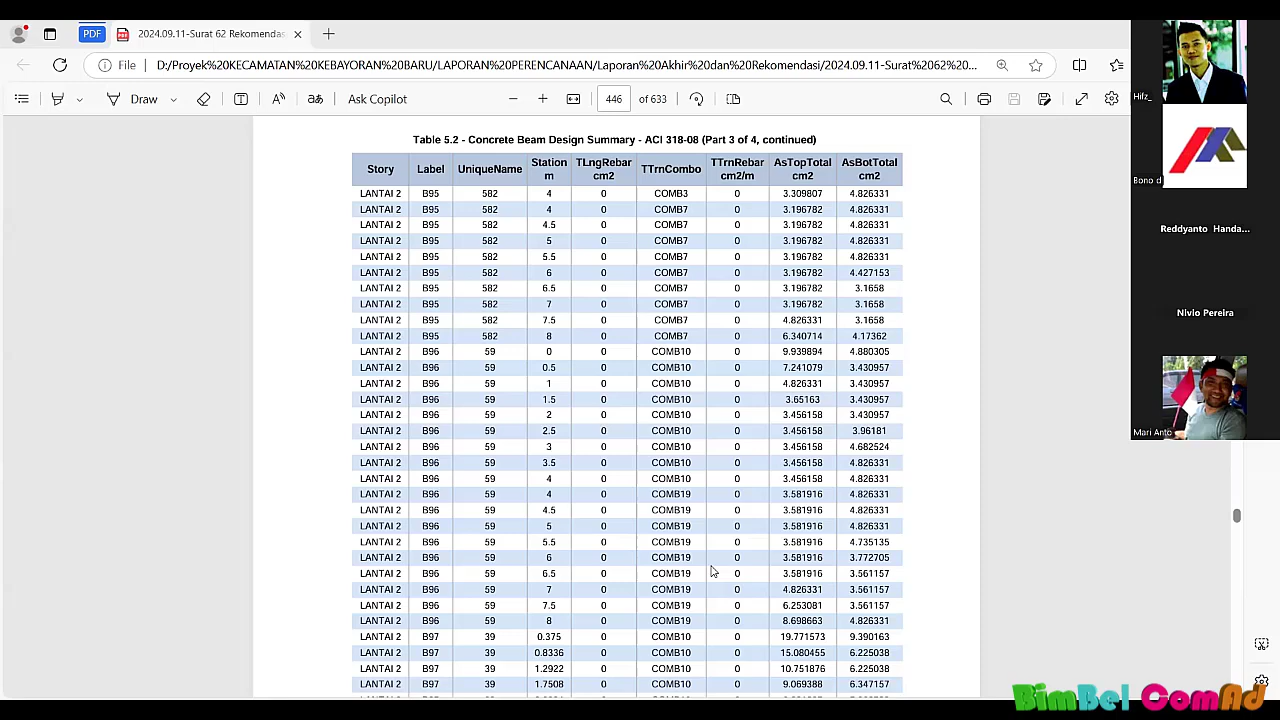 PDF 2024.09.11-Surat 62 Rekomendas
File D:/Proyek%20KECAMATAN%20KEBAYORAN%20BARU/LAPORAN%20PERENCANAAN/Laporan%20Akhir%20dan%20Rekomendasi/2024.09.11-Surat%2062%20...
Draw Ask Copilot 446 of 633
Table 5.2 - Concrete Beam Design Summary - ACI 318-08 (Part 3 of 4, continued)
Story Label UniqueName Station m TLngRebar cm2 TTrnCombo TTrnRebar cm2/m AsTopTotal cm2 AsBotTotal cm2
LANTAI 2 B95 582 4 0 COMB3 0 3.309807 4.826331
LANTAI 2 B95 582 4 0 COMB7 0 3.196782 4.826331
LANTAI 2 B95 582 4.5 0 COMB7 0 3.196782 4.826331
LANTAI 2 B95 582 5 0 COMB7 0 3.196782 4.826331
LANTAI 2 B95 582 5.5 0 COMB7 0 3.196782 4.826331
LANTAI 2 B95 582 6 0 COMB7 0 3.196782 4.427153
LANTAI 2 B95 582 6.5 0 COMB7 0 3.196782 3.1658
LANTAI 2 B95 582 7 0 COMB7 0 3.196782 3.1658
LANTAI 2 B95 582 7.5 0 COMB7 0 4.826331 3.1658
LANTAI 2 B95 582 8 0 COMB7 0 6.340714 4.17362
LANTAI 2 B96 59 0 0 COMB10 0 9.939894 4.880305
LANTAI 2 B96 59 0.5 0 COMB10 0 7.241079 3.430957
LANTAI 2 B96 59 1 0 COMB10 0 4.826331 3.430957
LANTAI 2 B96 59 1.5 0 COMB10 0 3.65163 3.430957
LANTAI 2 B96 59 2 0 COMB10 0 3.456158 3.430957
LANTAI 2 B96 59 2.5 0 COMB10 0 3.456158 3.96181
LANTAI 2 B96 59 3 0 COMB10 0 3.456158 4.682524
LANTAI 2 B96 59 3.5 0 COMB10 0 3.456158 4.826331
LANTAI 2 B96 59 4 0 COMB10 0 3.456158 4.826331
LANTAI 2 B96 59 4 0 COMB19 0 3.581916 4.826331
LANTAI 2 B96 59 4.5 0 COMB19 0 3.581916 4.826331
LANTAI 2 B96 59 5 0 COMB19 0 3.581916 4.826331
LANTAI 2 B96 59 5.5 0 COMB19 0 3.581916 4.735135
LANTAI 2 B96 59 6 0 COMB19 0 3.581916 3.772705
LANTAI 2 B96 59 6.5 0 COMB19 0 3.581916 3.561157
LANTAI 2 B96 59 7 0 COMB19 0 4.826331 3.561157
LANTAI 2 B96 59 7.5 0 COMB19 0 6.253081 3.561157
LANTAI 2 B96 59 8 0 COMB19 0 8.698663 4.826331
LANTAI 2 B97 39 0.375 0 COMB10 0 19.771573 9.390163
LANTAI 2 B97 39 0.8336 0 COMB10 0 15.080455 6.225038
LANTAI 2 B97 39 1.2922 0 COMB10 0 10.751876 6.225038
LANTAI 2 B97 39 1.7508 0 COMB10 0 9.069388 6.347157
Hifz_
Bono d
Reddyanto Handa...
Nivio Pereira
Mari Anto
BimBel ComAd